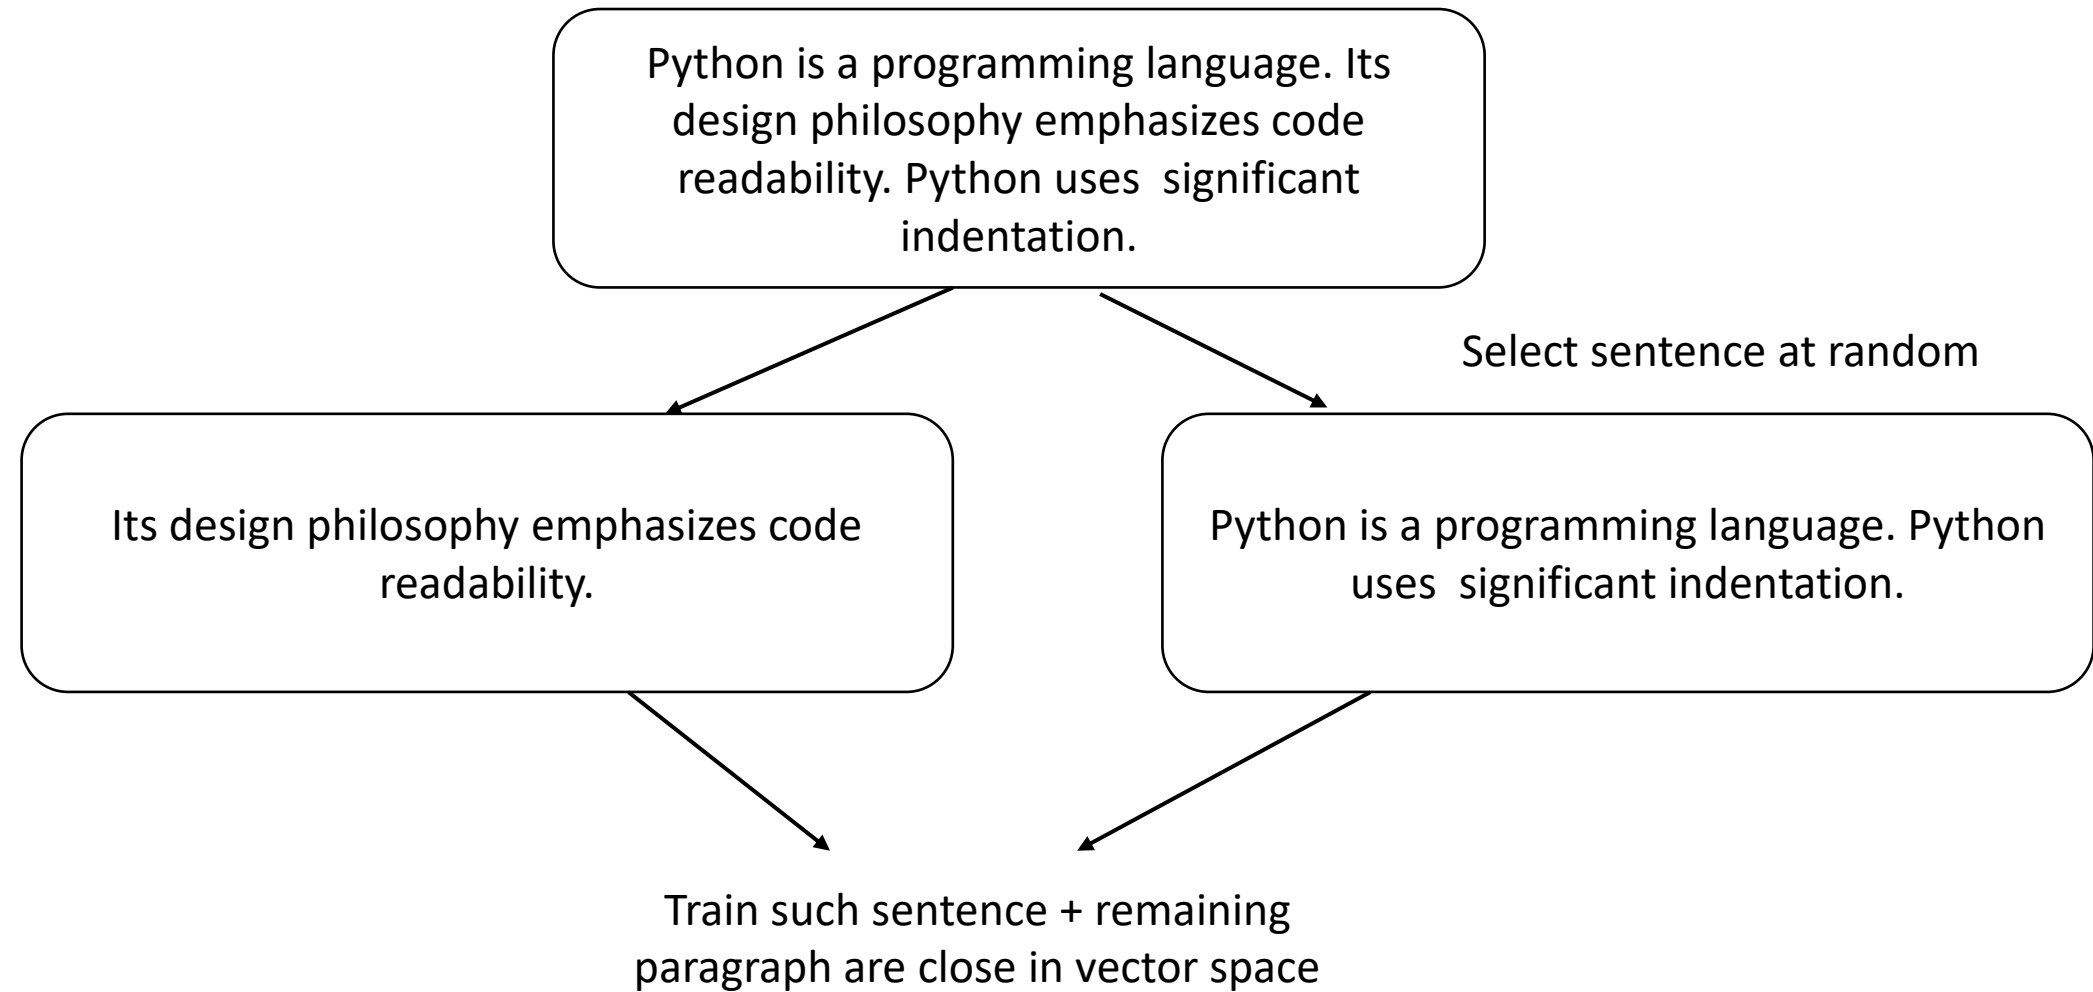 Python is a programming language. Its
design philosophy emphasizes code
readability. Python uses  significant
indentation.
Select sentence at random
Its design philosophy emphasizes code
readability.
Python is a programming language. Python
uses  significant indentation.
Train such sentence + remaining
paragraph are close in vector space